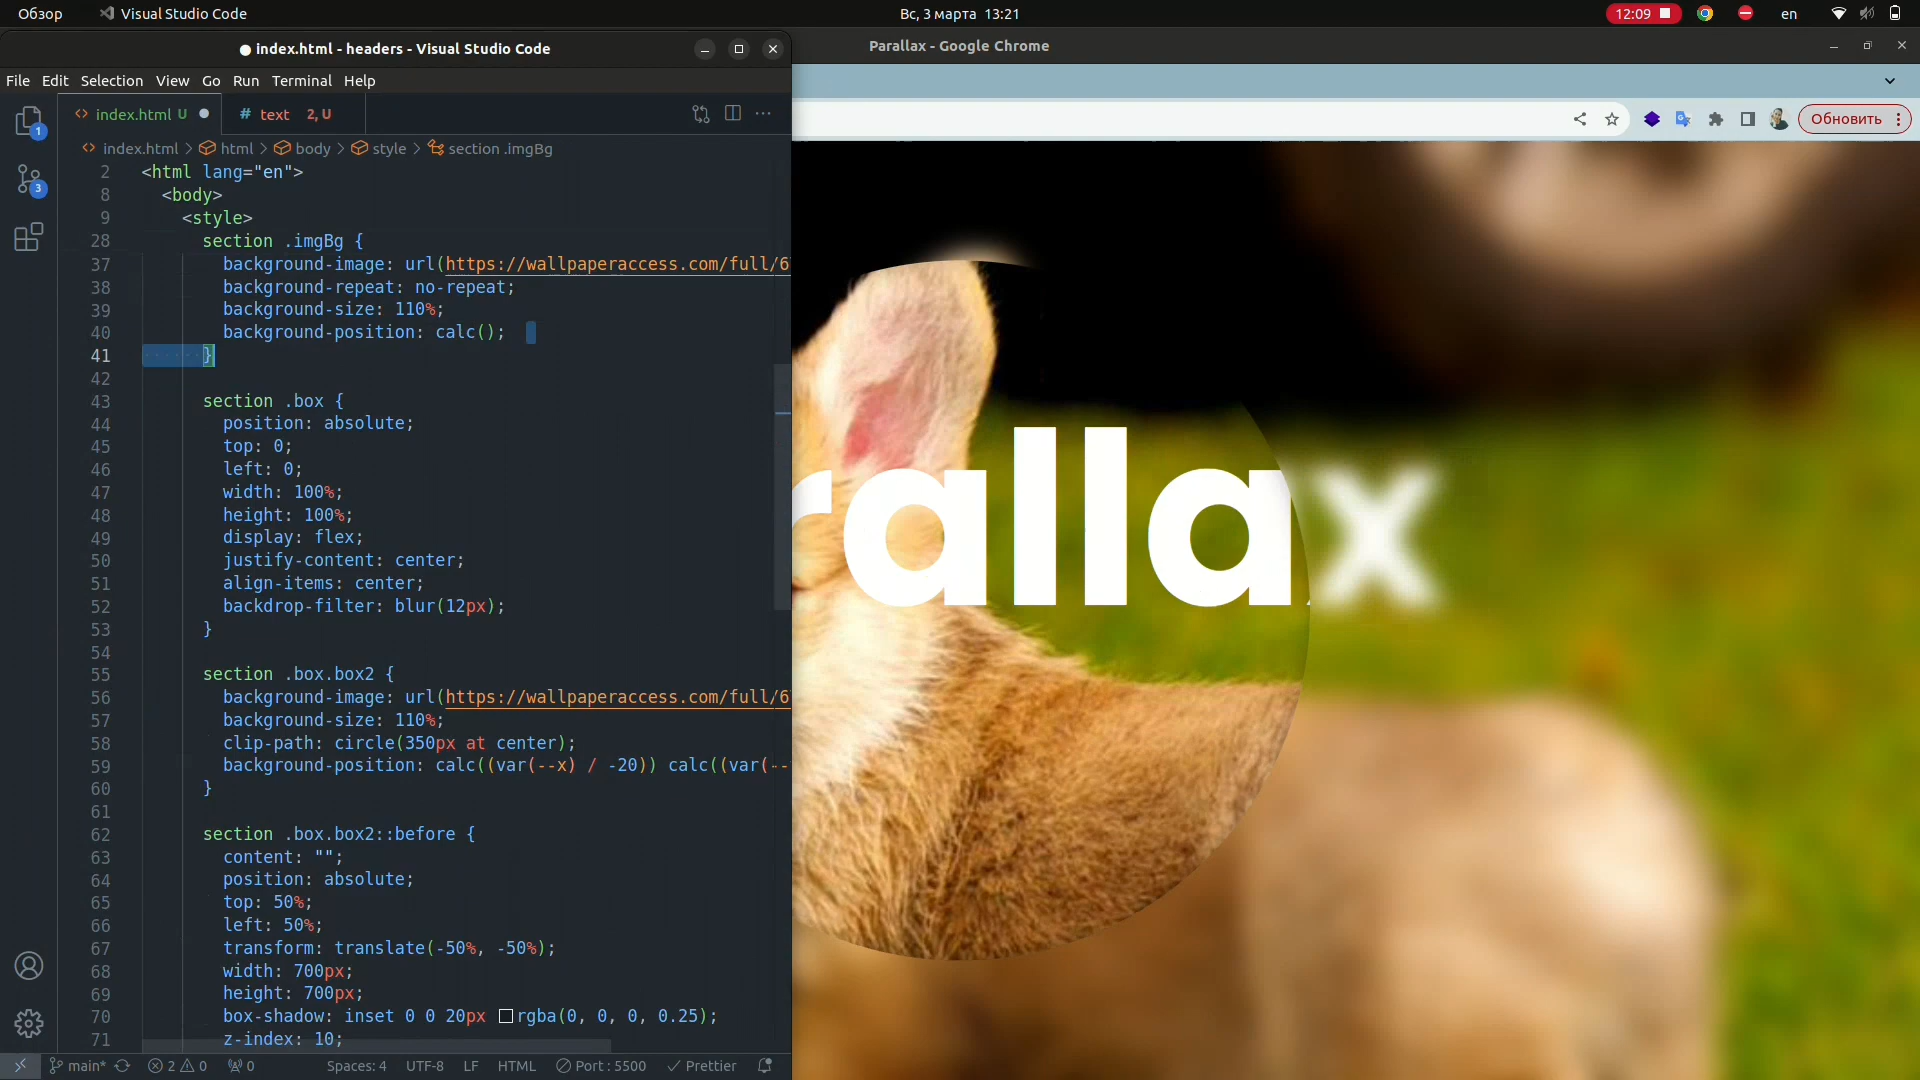 Обзор
Visual Studio Code
Вс, 3 марта 13:21
12:09
en
index.html - headers - Visual Studio Code
Parallax - Google Chrome
File Edit Selection View Go Run Terminal Help
index.html U
# text 2, U
Обновить
index.html > html > body > style > section .imgBg
2 <html lang="en">
8 <body>
9 <style>
28 section .imgBg {
37 background-image: url(https://wallpaperaccess.com/full/6
38 background-repeat: no-repeat;
39 background-size: 110%;
40 background-position: calc();
41 }
42
43 section .box {
44 position: absolute;
45 top: 0;
46 left: 0;
47 width: 100%;
48 height: 100%;
49 display: flex;
50 justify-content: center;
51 align-items: center;
52 backdrop-filter: blur(12px);
53 }
54
55 section .box.box2 {
56 background-image: url(https://wallpaperaccess.com/full/6
57 background-size: 110%;
58 clip-path: circle(350px at center);
59 background-position: calc((var(--x) / -20)) calc((var(--
60 }
61
62 section .box.box2::before {
63 content: "";
64 position: absolute;
65 top: 50%;
66 left: 50%;
67 transform: translate(-50%, -50%);
68 width: 700px;
69 height: 700px;
70 box-shadow: inset 0 0 20px rgba(0, 0, 0, 0.25);
71 z-index: 10;
rallax
1
3
main* 2 0 0 Spaces: 4 UTF-8 LF HTML Port : 5500 Prettier